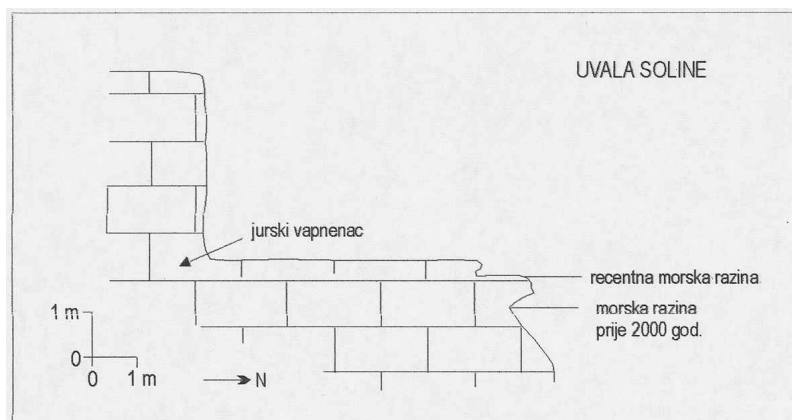 UVALA SOLINE
jurski vapnenac
recentna morska razina
morska razina
prije 2000 god.
1 m
0
0 1 m
N